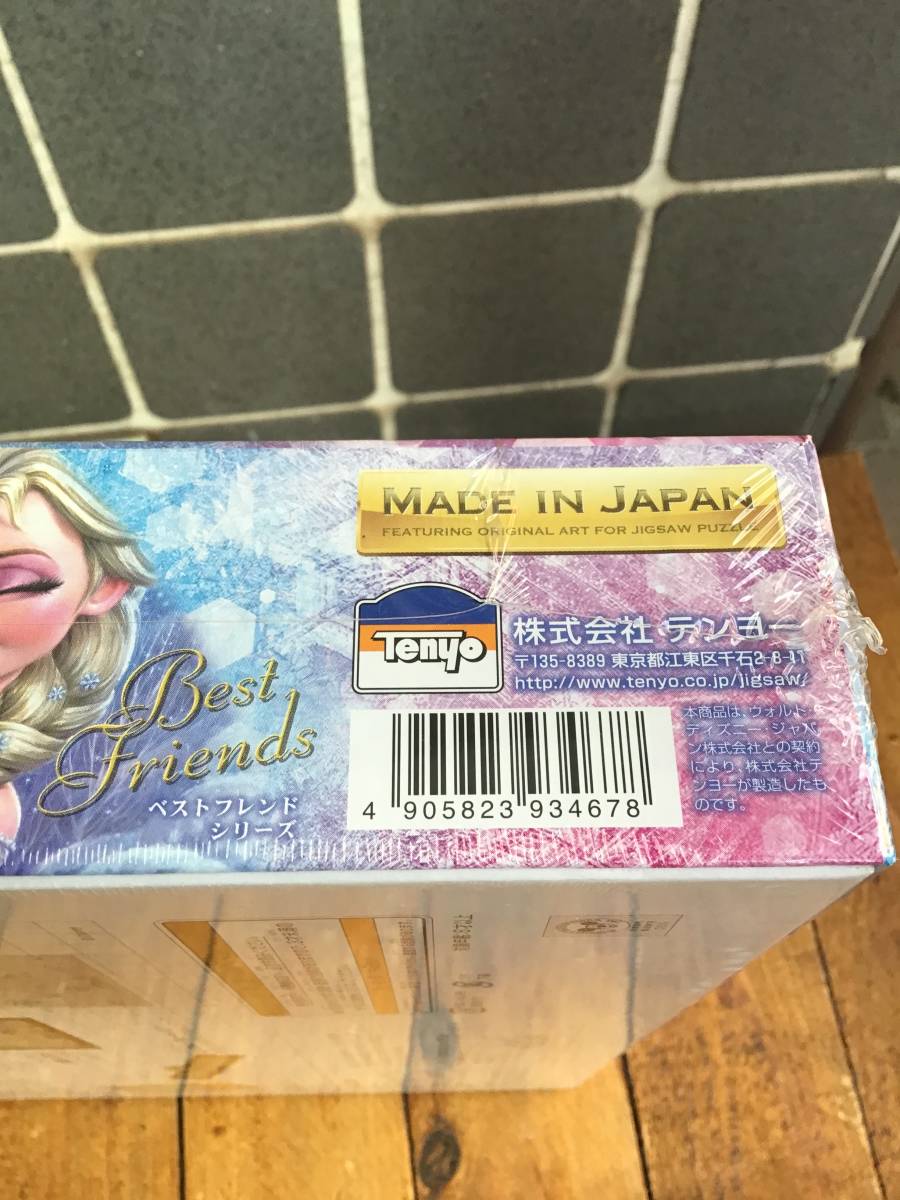 MADE IN JAPAN
FEATURING ORIGINAL ART FOR JIGSAW PUZZLE
Tenyo
株式会社 テンヨー
〒135-8389 東京都江東区千石2-8-11
http://www.tenyo.co.jp/jigsaw/
Best
Friends
ベストフレンド
シリーズ
4 905823 934678
本商品は、ウォルト・
ディズニー・ジャパ
ン株式会社との契約
により、株式会社テ
ンヨーが製造したも
のです。